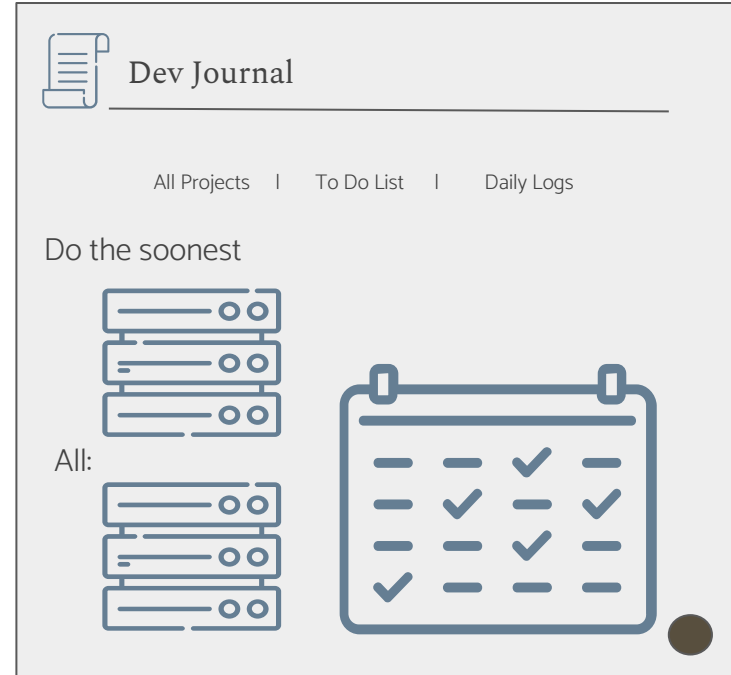 Dev Journal
All Projects | To Do List | Daily Logs
Do the soonest
All: